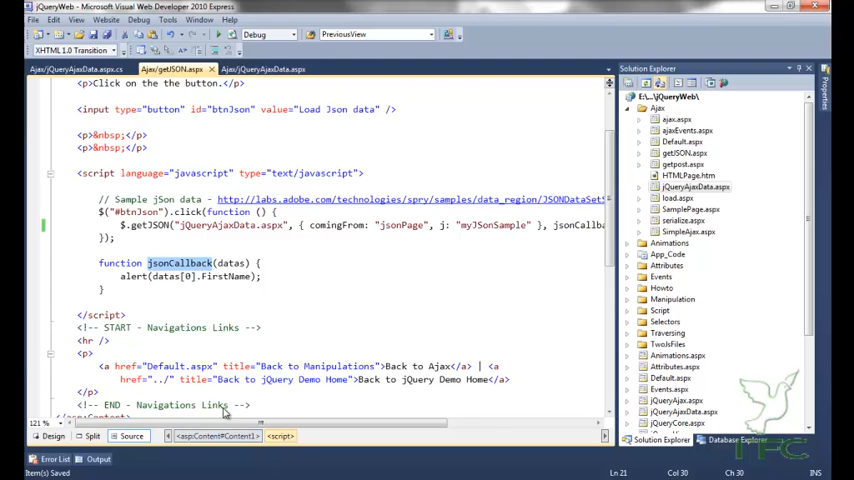 jQueryWeb - Microsoft Visual Web Developer 2010 Express
File Edit View Website Debug Tools Window Help
Debug PreviousView
XHTML 1.0 Transition
Ajax/jQueryAjaxData.aspx.cs Ajax/getJSON.aspx Ajax/jQueryAjaxData.aspx
<p>Click on the the button.</p>
<input type="button" id="btnJson" value="Load Json data" />
<p>&nbsp;</p>
<p>&nbsp;</p>
<script language="javascript" type="text/javascript">
// Sample jSon data - http://labs.adobe.com/technologies/spry/samples/data_region/JSONDataSetS
$("#btnJson").click(function () {
$.getJSON("jQueryAjaxData.aspx", { comingFrom: "jsonPage", j: "myJSonSample" }, jsonCallba
});
function jsonCallback(datas) {
alert(datas[0].FirstName);
}
</script>
<!-- START - Navigations Links -->
<hr />
<p>
<a href="Default.aspx" title="Back to Manipulations">Back to Ajax</a> | <a
href="../" title="Back to jQuery Demo Home">Back to jQuery Demo Home</a>
</p>
<!-- END - Navigations Links -->
</asp:Content>
121 %
Design Split Source <asp:Content#Content1> <script>
Error List Output
Item(s) Saved Ln 21 Col 30 Ch 30
Solution Explorer
E:\...\jQueryWeb\
Ajax
ajax.aspx
ajaxEvents.aspx
Default.aspx
getJSON.aspx
getpost.aspx
HTMLPage.htm
jQueryAjaxData.aspx
load.aspx
SamplePage.aspx
serialize.aspx
SimpleAjax.aspx
Animations
App_Code
Attributes
Events
Howto
Manipulation
Script
Selectors
Traversing
TwoJsFiles
Animations.aspx
Attributes.aspx
Default.aspx
Events.aspx
jQueryAjax.aspx
jQueryAjaxData.aspx
jQueryCore.aspx
Solution Explorer Database Explorer
Properties
TFC